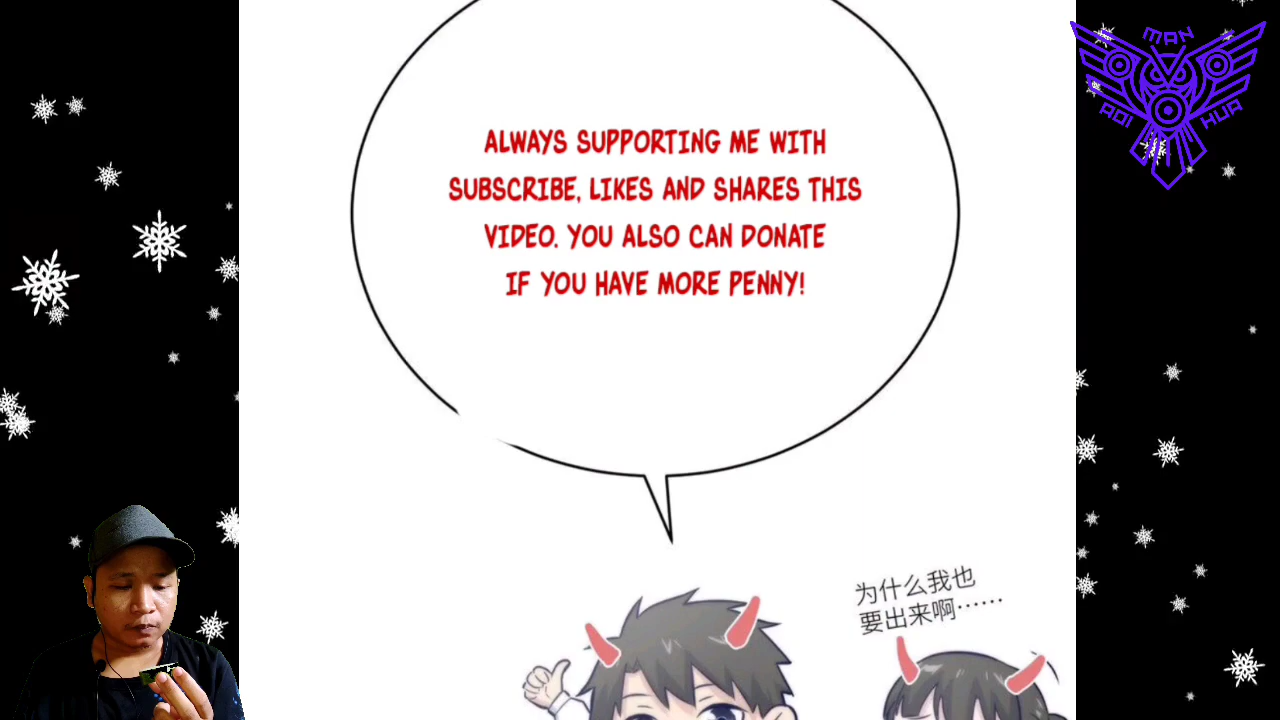 ALWAYS SUPPORTING ME WITH
SUBSCRIBE, LIKES AND SHARES THIS
VIDEO. YOU ALSO CAN DONATE
IF YOU HAVE MORE PENNY!
MAN
AOI HUA
为什么我也
要出来啊……